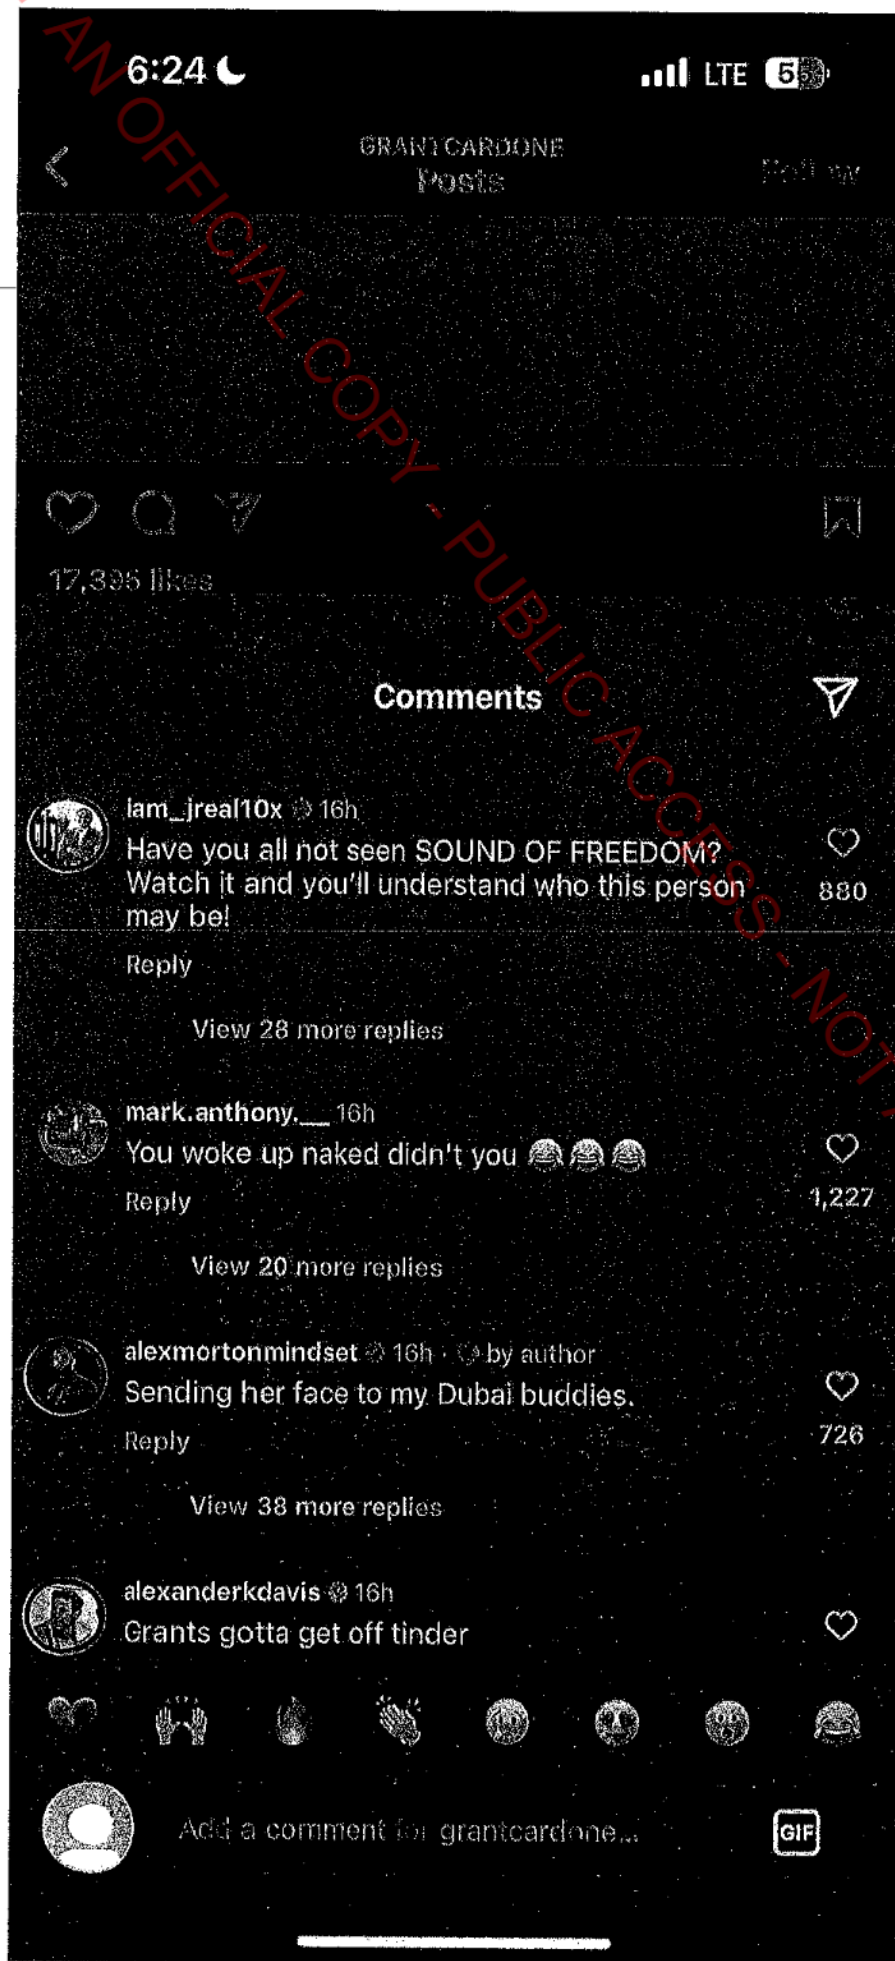 6:24
LTE
GRANTCARDONE
Posts
Follow
17,395 likes
Comments
iam_jreal10x 16h
Have you all not seen SOUND OF FREEDOM?
Watch it and you'll understand who this person
may be!
880
Reply
View 28 more replies
mark.anthony.__ 16h
You woke up naked didn't you 😂😂😂
1,227
Reply
View 20 more replies
alexmortonmindset 16h · by author
Sending her face to my Dubai buddies.
726
Reply
View 38 more replies
alexanderkdavis 16h
Grants gotta get off tinder
Add a comment for grantcardone...
GIF
AN OFFICIAL COPY - PUBLIC ACCESS - NOT